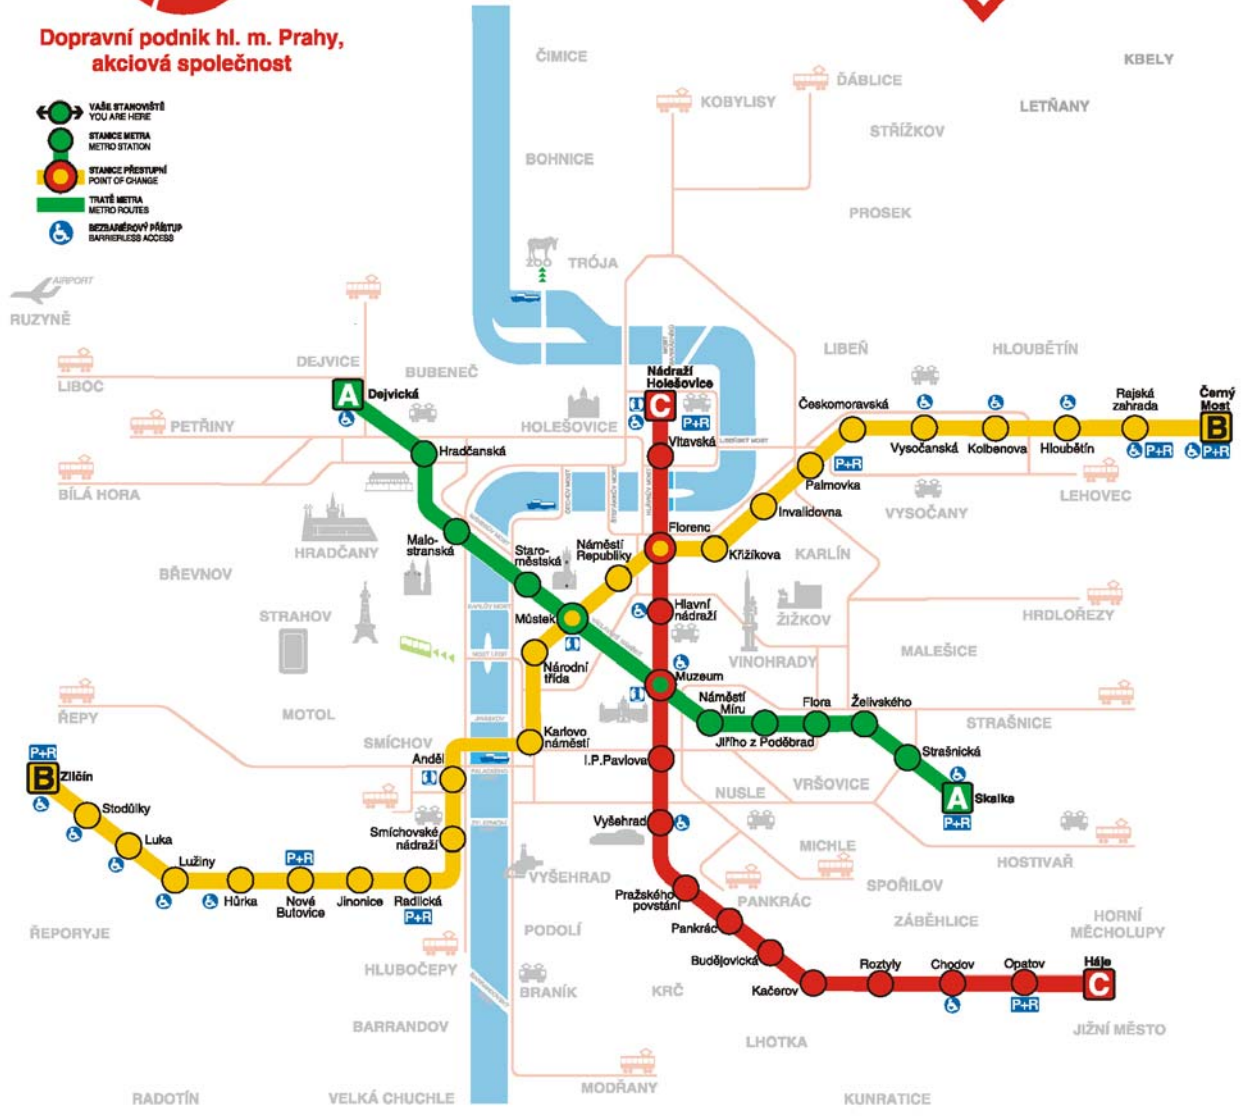 Dopravní podnik hl. m. Prahy,
akciová společnost
VAŠE STANOVIŠTĚ
YOU ARE HERE
STANICE METRA
METRO STATION
STANICE PŘESTUPNÍ
POINT OF CHANGE
TRATĚ METRA
METRO ROUTES
BEZBARIÉROVÝ PŘÍSTUP
BARRIERLESS ACCESS
ČIMICE
KBELY
ĎÁBLICE
KOBYLISY
LETŇANY
STŘÍŽKOV
BOHNICE
PROSEK
ZOO
TRÓJA
AIRPORT
RUZYNĚ
DEJVICE
BUBENEČ
LIBEŇ
HLOUBĚTÍN
LIBOC
A
Dejvická
Nádraží
Holešovice
C
P+R
Českomoravská
Rajská
zahrada
Černý
Most
B
PETŘINY
HOLEŠOVICE
Hradčanská
Vltavská
LIBEŇSKÝ MOST
Vysočanská
Kolbenova
Hloubětín
P+R
P+R
P+R
Palmovka
BÍLÁ HORA
LEHOVEC
VYSOČANY
Invalidovna
HRADČANY
Malo-
stranská
Staro-
městská
Náměstí
Republiky
Florenc
Křižíkova
KARLÍN
BŘEVNOV
STRAHOV
Můstek
Hlavní
nádraží
ŽIŽKOV
HRDLOŘEZY
MALEŠICE
Národní
třída
Muzeum
VINOHRADY
ŘEPY
MOTOL
SMÍCHOV
Náměstí
Míru
Flora
Želivského
STRAŠNICE
Jiřího z Poděbrad
Karlovo
náměstí
Anděl
I.P.Pavlova
Strašnická
P+R
B
Zličín
VRŠOVICE
NUSLE
A
Skalka
P+R
Stodůlky
Luka
Smíchovské
nádraží
Vyšehrad
MICHLE
HOSTIVAŘ
Lužiny
P+R
Hůrka
Nové
Butovice
Jinonice
Radlická
P+R
VYŠEHRAD
Pražského
povstání
PANKRÁC
SPOŘILOV
ZÁBĚHLICE
HORNÍ
MĚCHOLUPY
ŘEPORYJE
PODOLÍ
Pankrác
HLUBOČEPY
Budějovická
Roztyly
Chodov
Opatov
Háje
C
BRANÍK
KRČ
Kačerov
P+R
BARRANDOV
JIŽNÍ MĚSTO
LHOTKA
MODŘANY
RADOTÍN
VELKÁ CHUCHLE
KUNRATICE